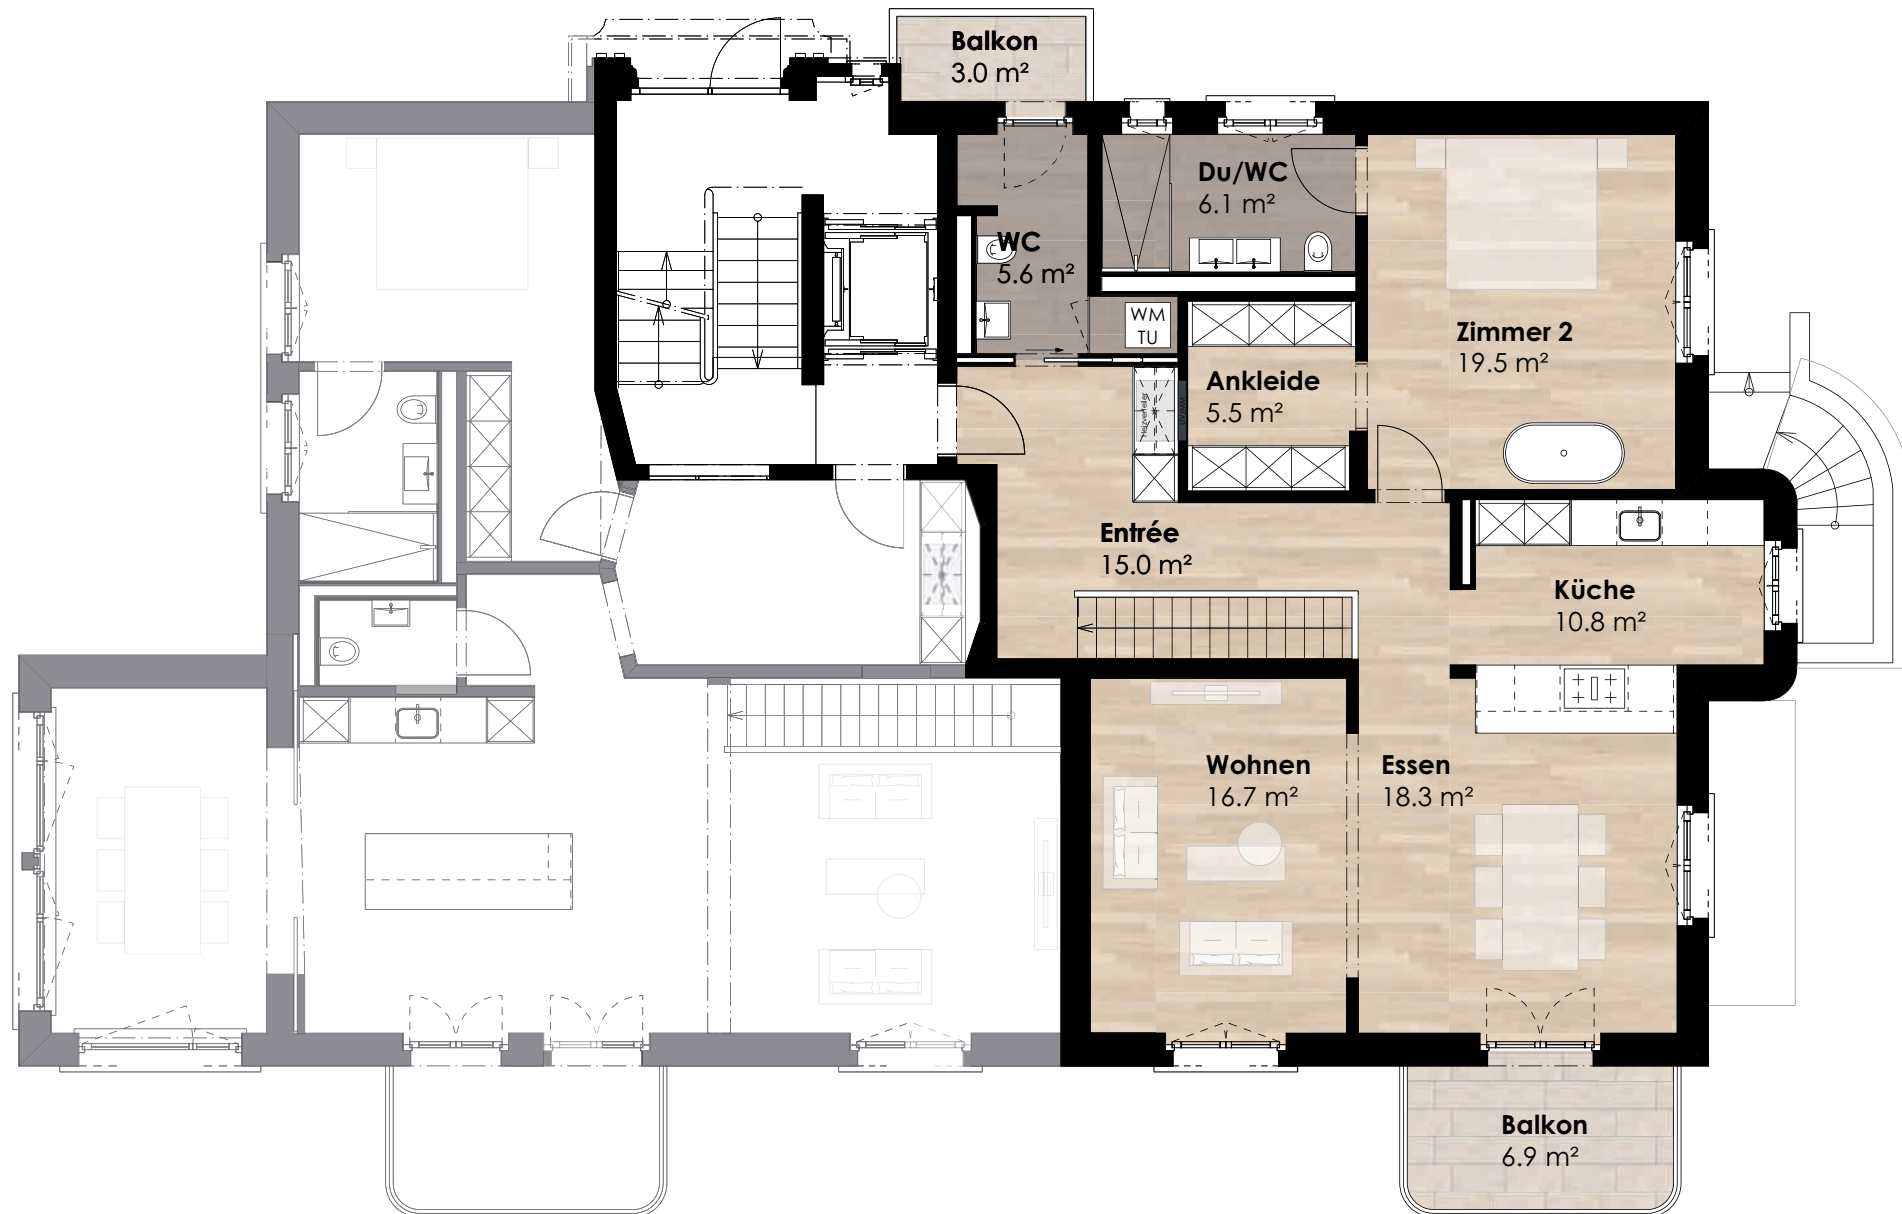 Balkon
3.0 m²
Du/WC
6.1 m²
WC
5.6 m²
WM
TU
Zimmer 2
19.5 m²
Ankleide
5.5 m²
Heizverteiler
Entrée
15.0 m²
Küche
10.8 m²
Wohnen
16.7 m²
Essen
18.3 m²
Balkon
6.9 m²